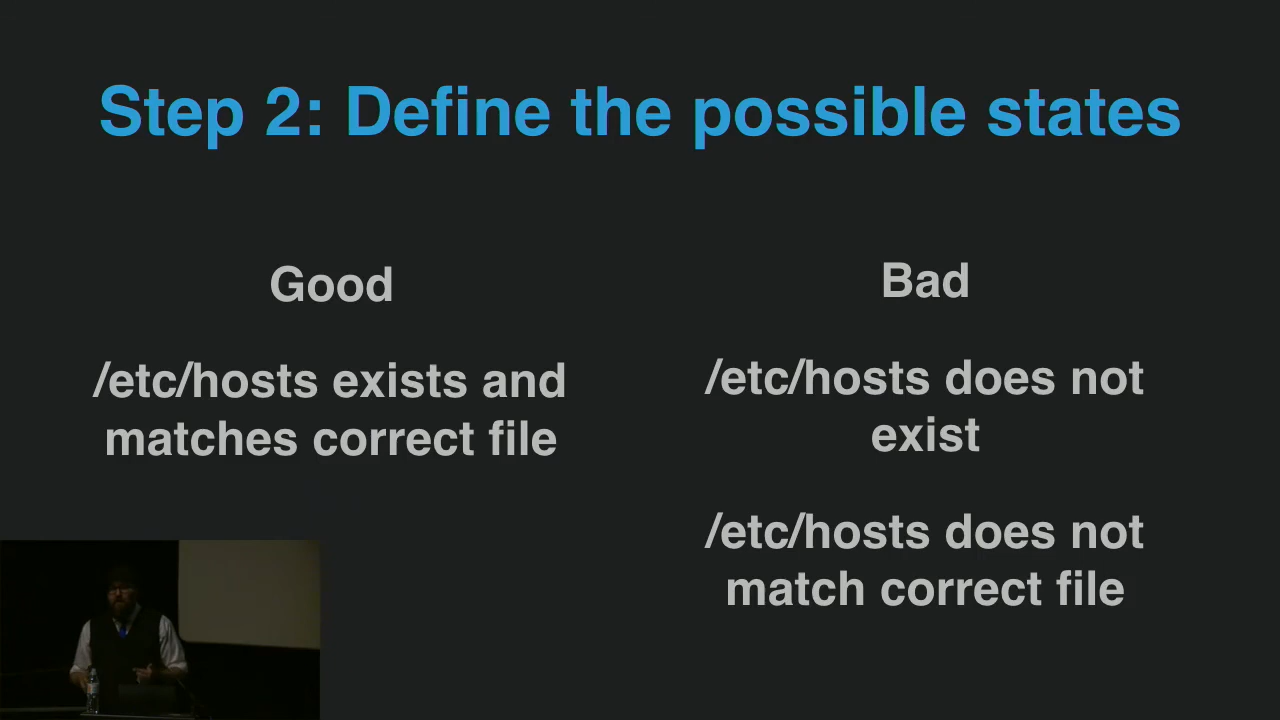 Step 2: Define the possible states
Good
/etc/hosts exists and
matches correct file
Bad
/etc/hosts does not
exist
/etc/hosts does not
match correct file